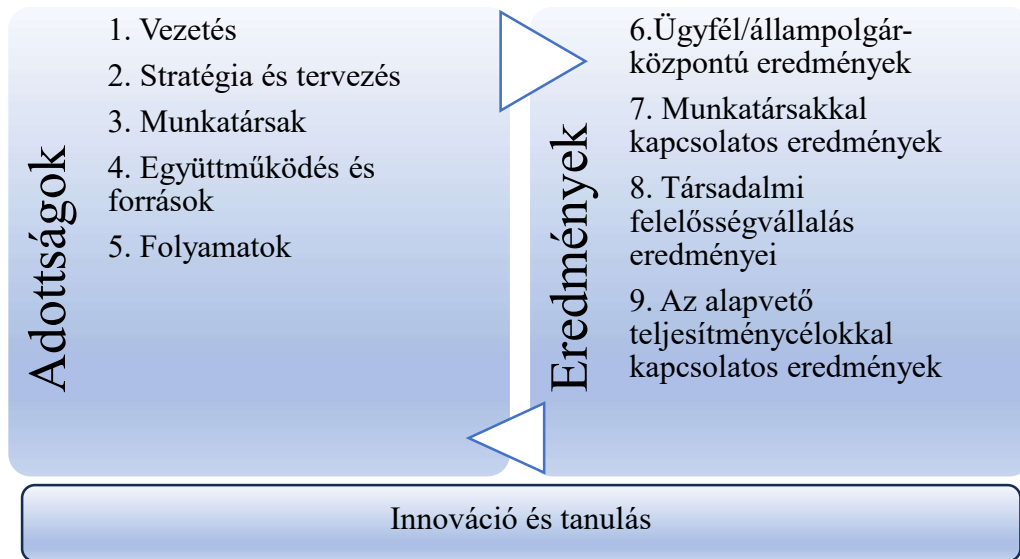 Adottságok
1. Vezetés
2. Stratégia és tervezés
3. Munkatársak
4. Együttműködés és
források
5. Folyamatok
Eredmények
6.Ügyfél/állampolgár-
központú eredmények
7. Munkatársakkal
kapcsolatos eredmények
8. Társadalmi
felelősségvállalás
eredményei
9. Az alapvető
teljesítménycélokkal
kapcsolatos eredmények
Innováció és tanulás